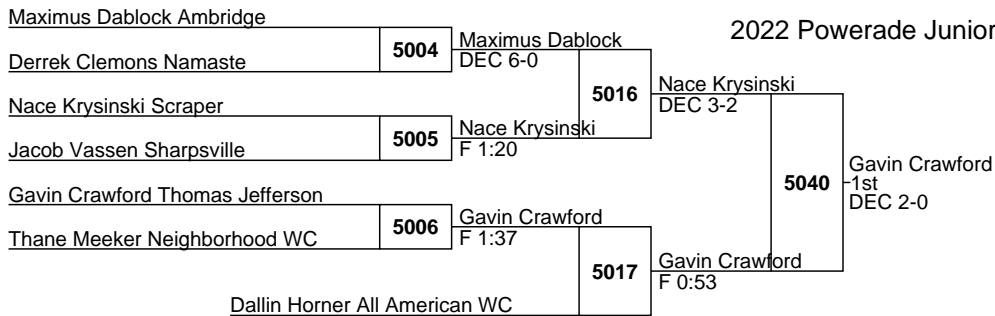 Maximus Dablock Ambridge
2022 Powerade Junior
5004
Maximus Dablock
DEC 6-0
Derrek Clemons Namaste
5016
Nace Krysinski
DEC 3-2
Nace Krysinski Scraper
5005
Nace Krysinski
F 1:20
Jacob Vassen Sharpsville
5040
Gavin Crawford
1st
DEC 2-0
Gavin Crawford Thomas Jefferson
5006
Gavin Crawford
F 1:37
Thane Meeker Neighborhood WC
5017
Gavin Crawford
F 0:53
Dallin Horner All American WC